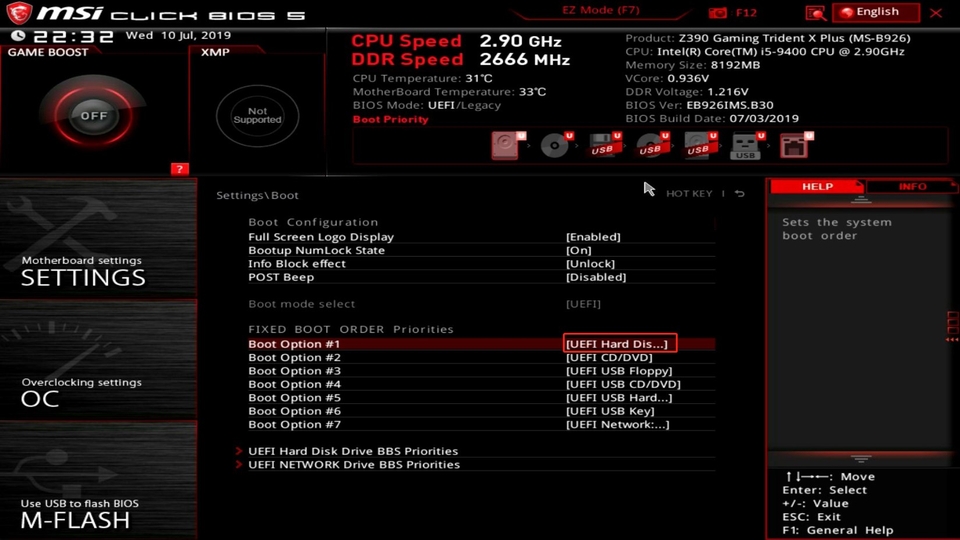 msi CLICK BIOS 5
EZ Mode (F7)
F12
English
22:32 Wed 10 Jul, 2019
GAME BOOST
XMP
OFF
Not
Supported
?
CPU Speed 2.90 GHz
DDR Speed 2666 MHz
CPU Temperature: 31℃
MotherBoard Temperature: 33℃
BIOS Mode: UEFI/Legacy
Boot Priority
Product: Z390 Gaming Trident X Plus (MS-B926)
CPU: Intel(R) Core(TM) i5-9400 CPU @ 2.90GHz
Memory Size: 8192MB
VCore: 0.936V
DDR Voltage: 1.216V
BIOS Ver: EB926IMS.B30
BIOS Build Date: 07/03/2019
U U USB U USB U USB U USB U U
Motherboard settings
SETTINGS
Overclocking settings
OC
Use USB to flash BIOS
M-FLASH
Settings\Boot
HOT KEY
Boot Configuration
Full Screen Logo Display [Enabled]
Bootup NumLock State [On]
Info Block effect [Unlock]
POST Beep [Disabled]
Boot mode select [UEFI]
FIXED BOOT ORDER Priorities
Boot Option #1 [UEFI Hard Dis...]
Boot Option #2 [UEFI CD/DVD]
Boot Option #3 [UEFI USB Floppy]
Boot Option #4 [UEFI USB CD/DVD]
Boot Option #5 [UEFI USB Hard...]
Boot Option #6 [UEFI USB Key]
Boot Option #7 [UEFI Network:...]
UEFI Hard Disk Drive BBS Priorities
UEFI NETWORK Drive BBS Priorities
HELP
INFO
Sets the system
boot order
↑↓→←: Move
Enter: Select
+/-: Value
ESC: Exit
F1: General Help